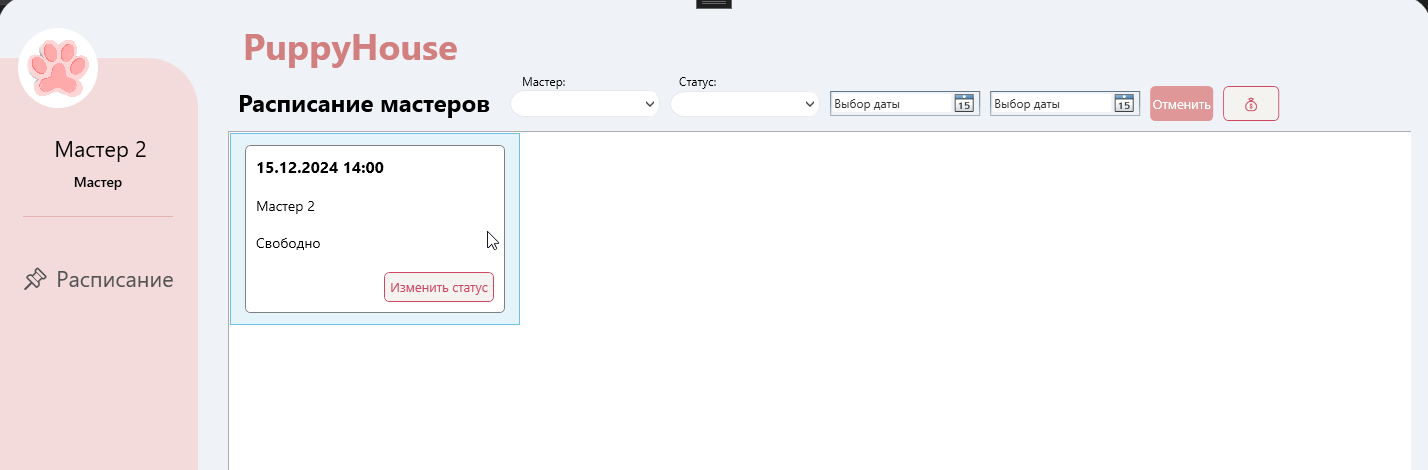 PuppyHouse
Мастер 2
Мастер
Расписание
Расписание мастеров
Мастер:
Статус:
Выбор даты
15
Выбор даты
15
Отменить
15.12.2024 14:00
Мастер 2
Свободно
Изменить статус